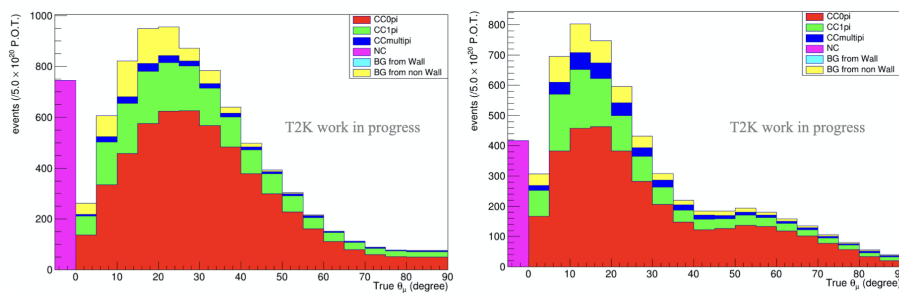 events (/5.0 × 10²⁰ P.O.T.)
1000
800
600
400
200
0
0 10 20 30 40 50 60 70 80 90
True θμ (degree)
CC0pi
CC1pi
CCmultipi
NC
BG from Wall
BG from non Wall
T2K work in progress
events (/5.0 × 10²⁰ P.O.T.)
800
700
600
500
400
300
200
100
0
0 10 20 30 40 50 60 70 80 90
True θμ (degree)
CC0pi
CC1pi
CCmultipi
NC
BG from Wall
BG from non Wall
T2K work in progress